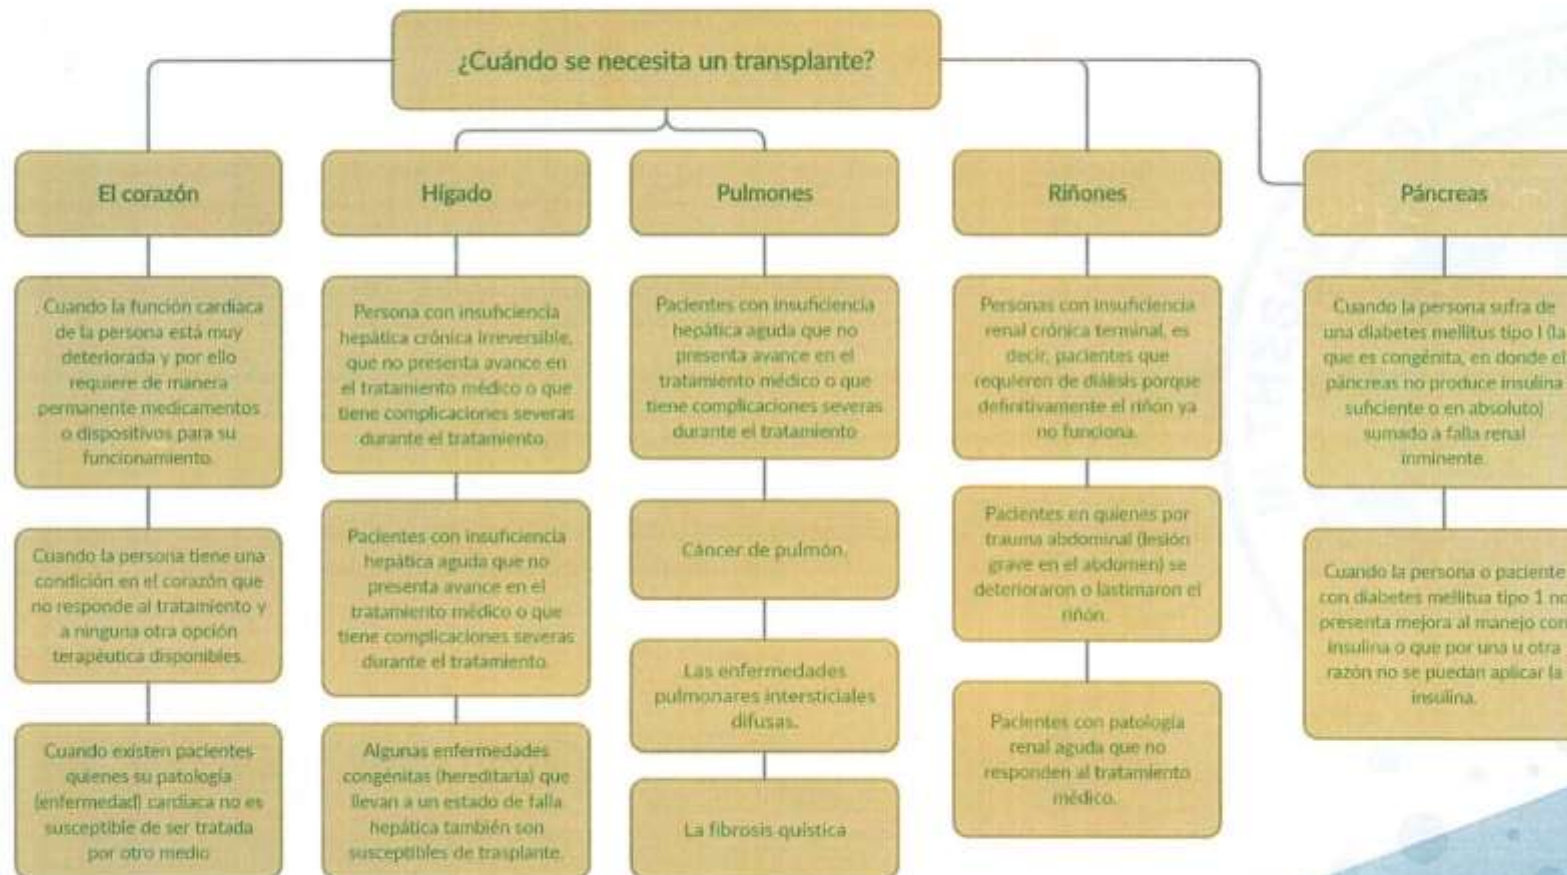 ¿Cuándo se necesita un transplante?
El corazón
Cuando la función cardiaca
de la persona está muy
deteriorada y por ello
requiere de manera
permanente medicamentos
o dispositivos para su
funcionamiento.
Cuando la persona tiene una
condición en el corazón que
no responde al tratamiento y
a ninguna otra opción
terapéutica disponibles.
Cuando existen pacientes
quienes su patología
(enfermedad) cardiaca no es
susceptible de ser tratada
por otro medio
Hígado
Persona con insuficiencia
hepática crónica irreversible,
que no presenta avance en
el tratamiento médico o que
tiene complicaciones severas
durante el tratamiento.
Pacientes con insuficiencia
hepática aguda que no
presenta avance en el
tratamiento médico o que
tiene complicaciones severas
durante el tratamiento.
Algunas enfermedades
congénitas (hereditaria) que
llevan a un estado de falla
hepática también son
susceptibles de trasplante.
Pulmones
Pacientes con insuficiencia
hepática aguda que no
presenta avance en el
tratamiento médico o que
tiene complicaciones severas
durante el tratamiento
Cáncer de pulmón.
Las enfermedades
pulmonares intersticiales
difusas.
La fibrosis quística
Riñones
Personas con insuficiencia
renal crónica terminal, es
decir, pacientes que
requieren de diálisis porque
definitivamente el riñón ya
no funciona.
Pacientes en quienes por
trauma abdominal (lesión
grave en el abdomen) se
deterioraron o lastimaron el
riñón.
Pacientes con patología
renal aguda que no
responden al tratamiento
médico.
Páncreas
Cuando la persona sufra de
una diabetes mellitus tipo I (la
que es congénita, en donde el
páncreas no produce insulina
suficiente o en absoluto)
sumado a falla renal
inminente.
Cuando la persona o paciente
con diabetes mellitua tipo 1 no
presenta mejora al manejo con
insulina o que por una u otra
razón no se puedan aplicar la
insulina.